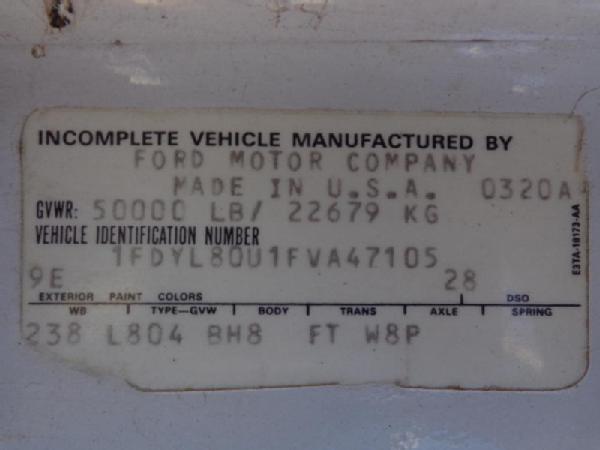 INCOMPLETE VEHICLE MANUFACTURED BY
FORD MOTOR COMPANY
MADE IN U.S.A. 0320A
GVWR: 50000 LB/ 22679 KG
VEHICLE IDENTIFICATION NUMBER
1FDYL80U1FVA47105
9E 28
EXTERIOR PAINT COLORS DSO
WB TYPE-GVW BODY TRANS AXLE SPRING
238 L804 BH8 FT W8P
E3TA-18173-AA